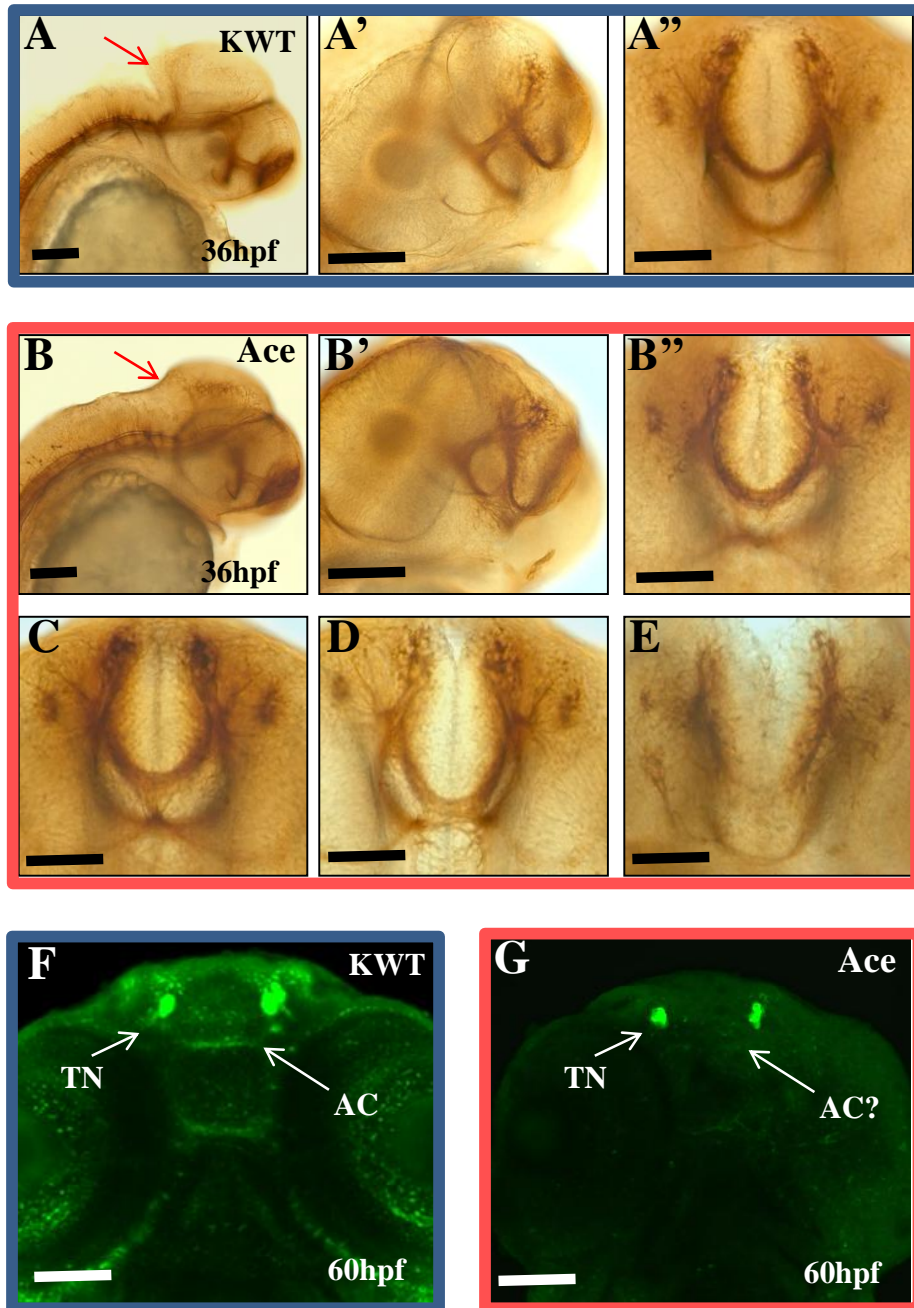 A KWT A’ A”
36hpf
B Ace B’ B”
36hpf
C D E
F KWT
TN
AC
60hpf
G Ace
TN
AC?
60hpf